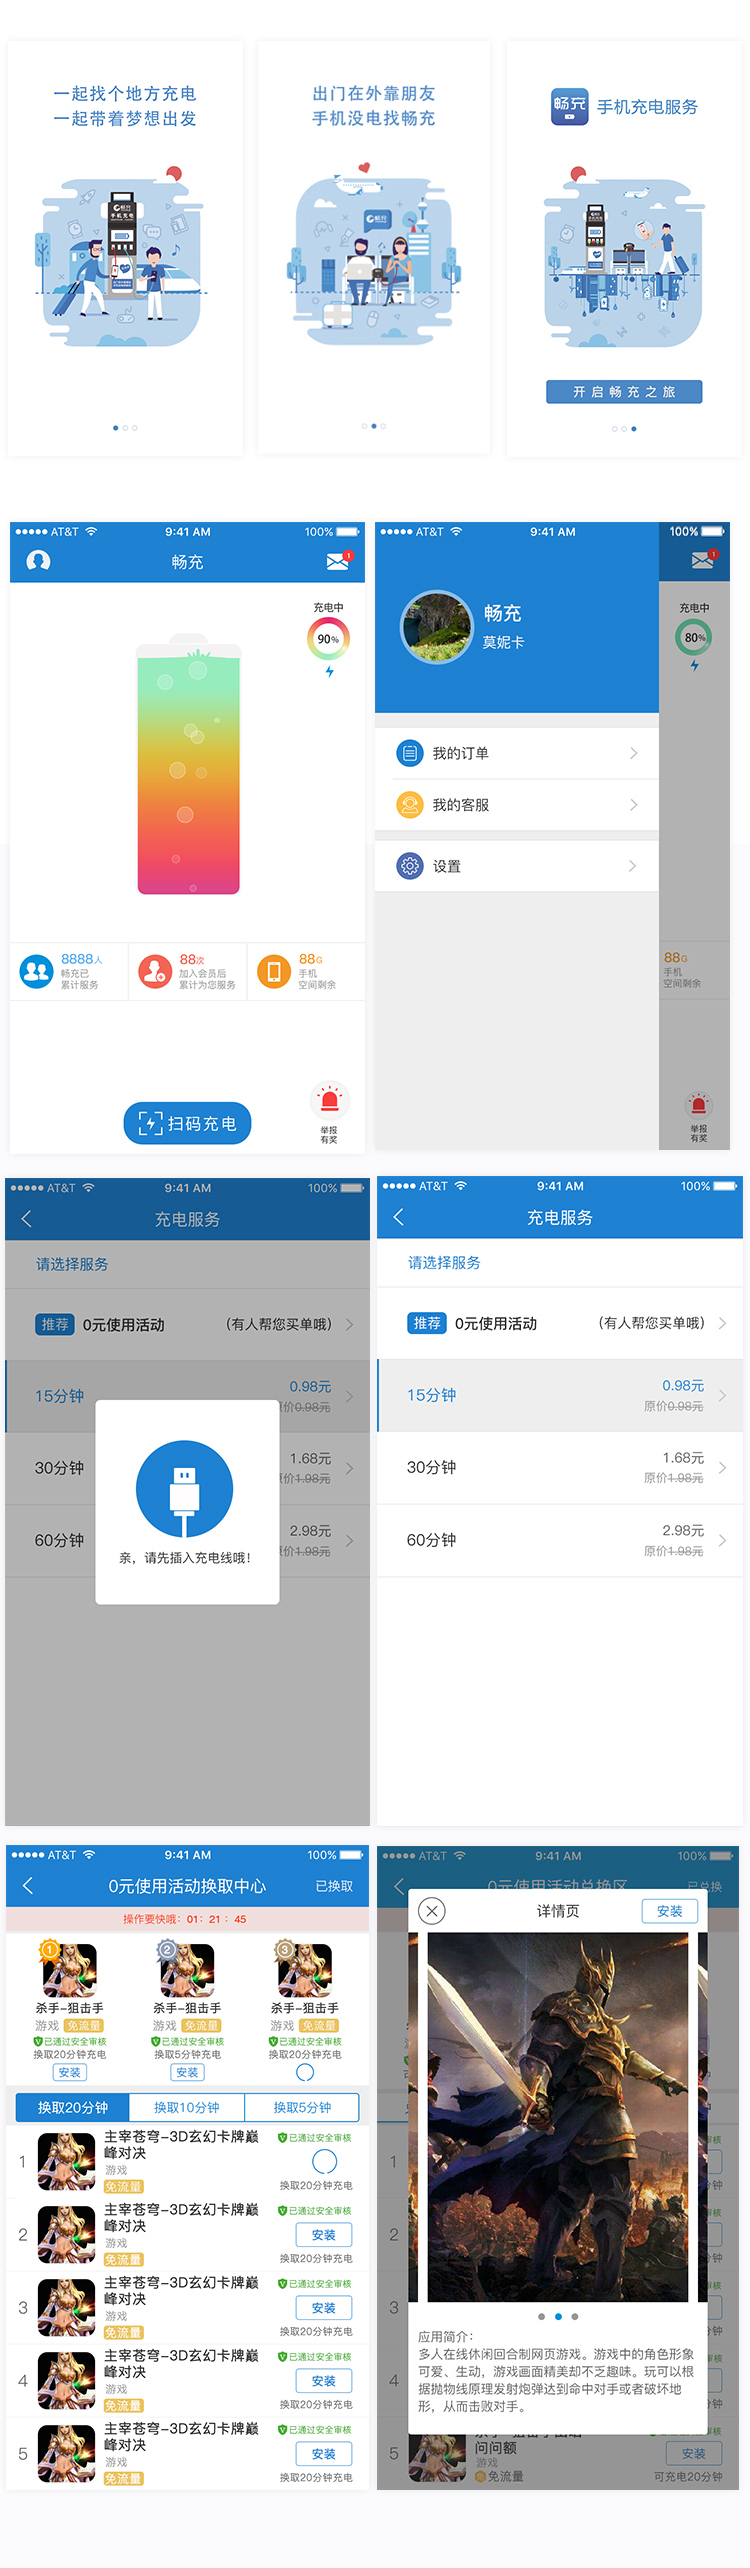 一起找个地方充电
一起带着梦想出发
畅充
手机充电
出门在外靠朋友
手机没电找畅充
畅充
畅充
手机充电服务
开启畅充之旅
AT&T 9:41 AM 100%
畅充
1
充电中
90%
8888人
畅充已
累计服务
88次
加入会员后
累计为您服务
88G
手机
空间剩余
扫码充电
举报
有奖
AT&T 9:41 AM 100%
1
畅充
莫妮卡
充电中
80%
我的订单
我的客服
设置
88G
手机
空间剩余
举报
有奖
AT&T 9:41 AM 100%
充电服务
请选择服务
推荐 0元使用活动 （有人帮您买单哦）
15分钟 0.98元
价0.98元
30分钟 1.68元
价1.98元
60分钟 2.98元
价1.98元
亲，请先插入充电线哦！
AT&T 9:41 AM 100%
充电服务
请选择服务
推荐 0元使用活动 （有人帮您买单哦）
15分钟 0.98元
原价0.98元
30分钟 1.68元
原价1.98元
60分钟 2.98元
原价1.98元
AT&T 9:41 AM 100%
0元使用活动换取中心 已换取
操作要快哦：01：21：45
1 2 3
杀手-狙击手 杀手-狙击手 杀手-狙击手
游戏 免流量 游戏 免流量 游戏 免流量
已通过安全审核 已通过安全审核 已通过安全审核
换取20分钟充电 换取5分钟充电 换取20分钟充电
安装 安装
换取20分钟 换取10分钟 换取5分钟
1 主宰苍穹-3D玄幻卡牌巅
峰对决
游戏
免流量
已通过安全审核
换取20分钟充电
2 主宰苍穹-3D玄幻卡牌巅
峰对决
游戏
免流量
已通过安全审核
安装
换取20分钟充电
3 主宰苍穹-3D玄幻卡牌巅
峰对决
游戏
免流量
已通过安全审核
安装
换取20分钟充电
4 主宰苍穹-3D玄幻卡牌巅
峰对决
游戏
免流量
已通过安全审核
安装
换取20分钟充电
5 主宰苍穹-3D玄幻卡牌巅
峰对决
游戏
免流量
已通过安全审核
安装
换取20分钟充电
AT&T 9:41 AM 100%
0元使用活动兑换区 已兑换
详情页 安装
1
审核
分钟
2
审核
分钟
3
审核
分钟
4
审核
分钟
应用简介：
多人在线休闲回合制网页游戏。游戏中的角色形象
可爱、生动，游戏画面精美却不乏趣味。玩可以根
据抛物线原理发射炮弹达到命中对手或者破坏地
形，从而击败对手。
5
问问额
游戏
免流量
安装
可充电20分钟